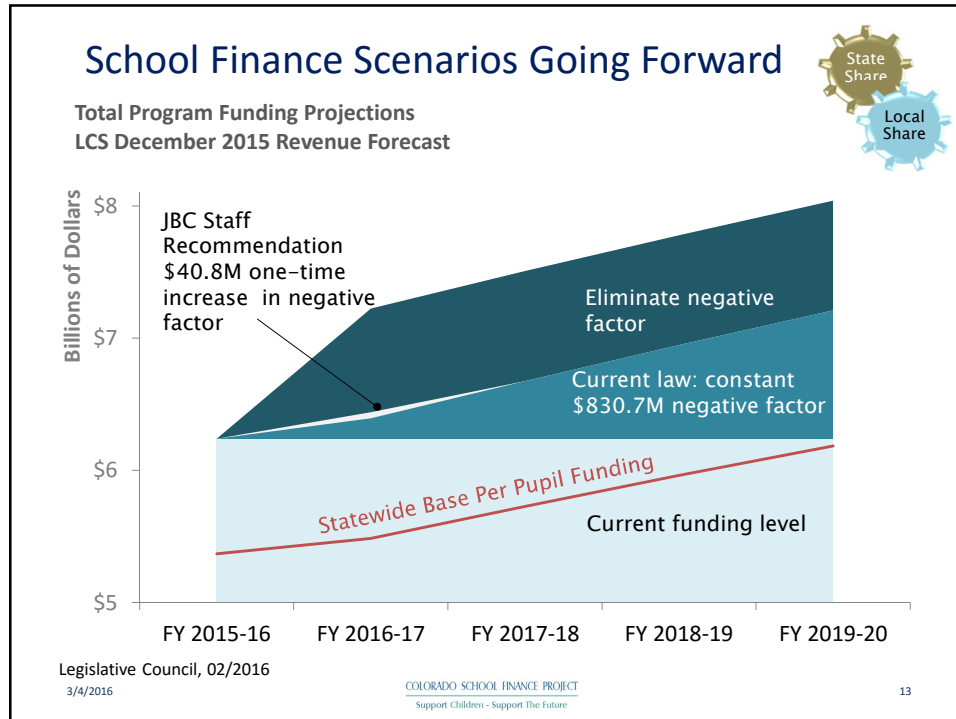 School Finance Scenarios Going Forward
State
Share
Local
Share
Total Program Funding Projections
LCS December 2015 Revenue Forecast
Billions of Dollars
$8
$7
$6
$5
JBC Staff
Recommendation
$40.8M one-time
increase in negative
factor
Eliminate negative
factor
Current law: constant
$830.7M negative factor
Statewide Base Per Pupil Funding
Current funding level
FY 2015-16 FY 2016-17 FY 2017-18 FY 2018-19 FY 2019-20
Legislative Council, 02/2016
3/4/2016
COLORADO SCHOOL FINANCE PROJECT
Support Children - Support The Future
13